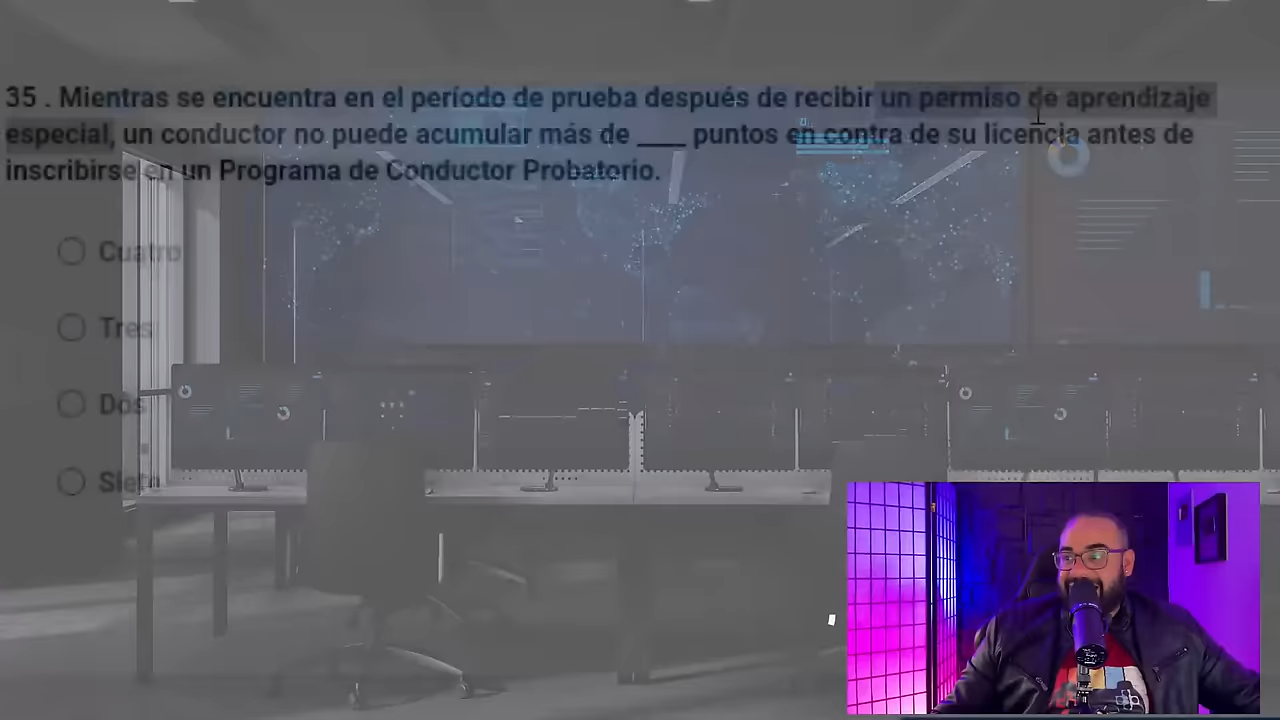 35 . Mientras se encuentra en el período de prueba después de recibir un permiso de aprendizaje
especial, un conductor no puede acumular más de ____ puntos en contra de su licencia antes de
inscribirse en un Programa de Conductor Probatorio.
Cuatro
Tres
Dos
Siete